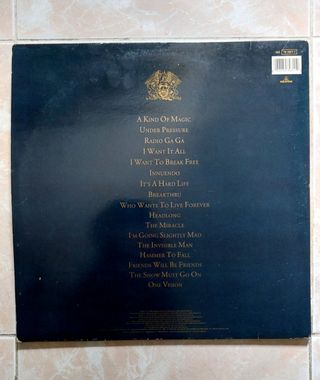 A Kind Of Magic
Under Pressure
Radio Ga Ga
I Want It All
I Want To Break Free
Innuendo
It's A Hard Life
Breakthru
Who Wants To Live Forever
Headlong
The Miracle
I'm Going Slightly Mad
The Invisible Man
Hammer To Fall
Friends Will Be Friends
The Show Must Go On
One Vision